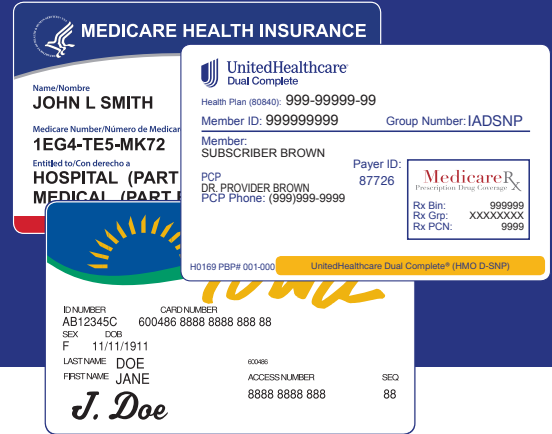 MEDICARE HEALTH INSURANCE
Name/Nombre
JOHN L SMITH
Medicare Number/Número de Medicar
1EG4-TE5-MK72
Entitled to/Con derecho a
HOSPITAL (PART
MEDICAL (PART
UnitedHealthcare®
Dual Complete
Health Plan (80840): 999-99999-99
Member ID: 999999999 Group Number: IADSNP
Member:
SUBSCRIBER BROWN
PCP
DR. PROVIDER BROWN
PCP Phone: (999)999-9999
Payer ID:
87726
MedicareRx
Prescription Drug Coverage
Rx Bin: 999999
Rx Grp: XXXXXXXX
Rx PCN: 9999
H0169 PBP# 001-000
UnitedHealthcare Dual Complete® (HMO D-SNP)
ID NUMBER CARD NUMBER
AB12345C 600486 8888 8888 888 88
SEX DOB
F 11/11/1911
LAST NAME DOE
FIRST NAME JANE
600486
ACCESS NUMBER SEQ
8888 8888 888 88
J. Doe